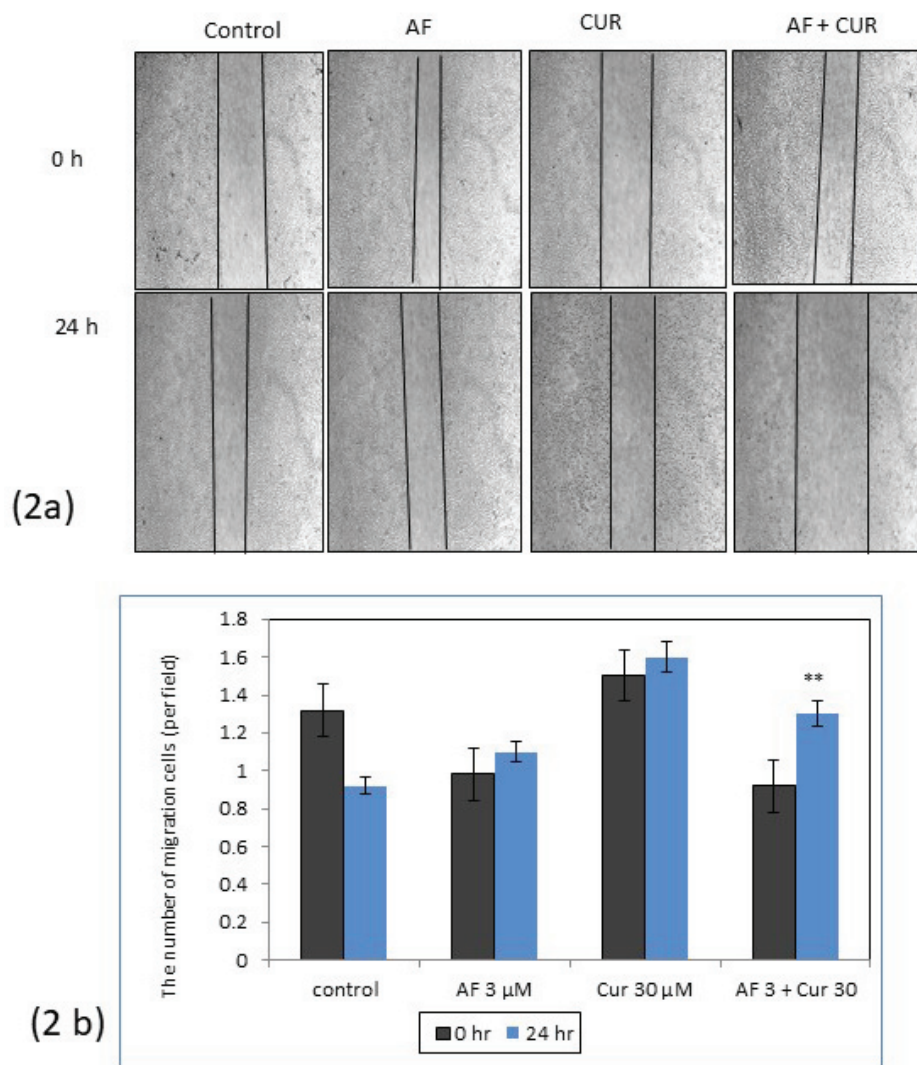 Control AF CUR AF + CUR
0 h
24 h
(2a)
The number of migration cells (per field)
1.8
1.6
1.4
1.2
1
0.8
0.6
0.4
0.2
0
**
control AF 3 µM Cur 30 µM AF 3 + Cur 30
(2 b)
0 hr 24 hr